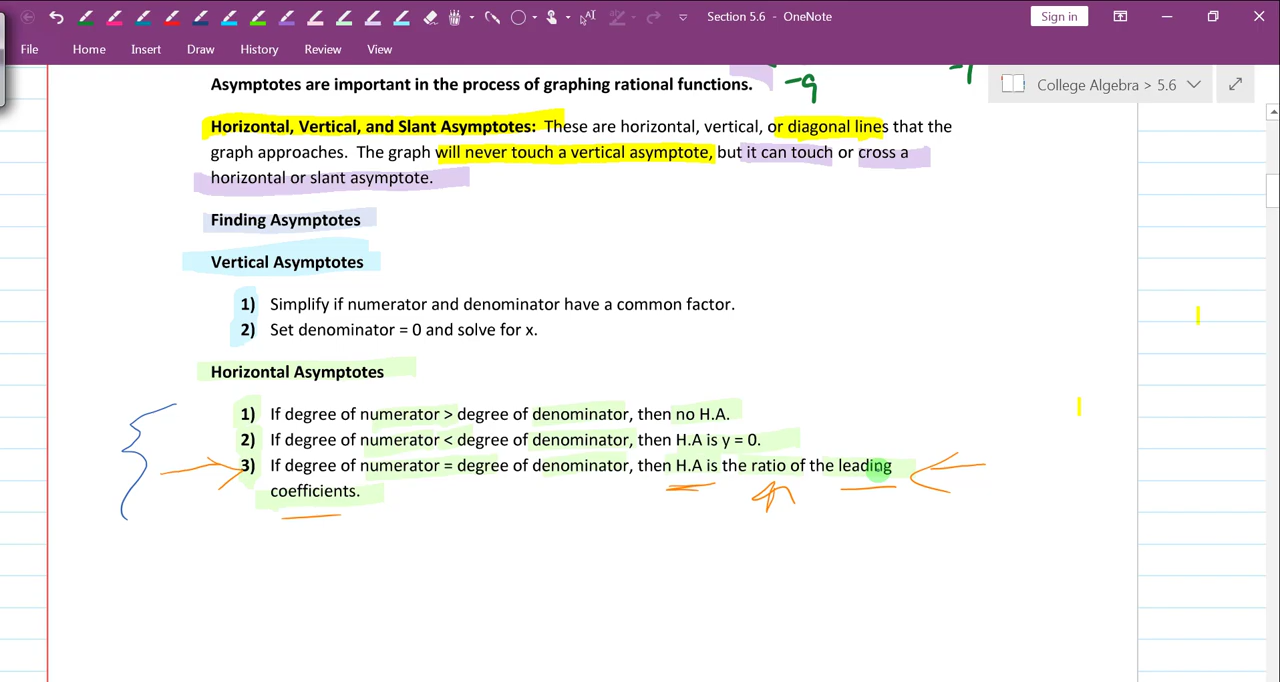 Section 5.6 - OneNote
Sign in
File Home Insert Draw History Review View
College Algebra > 5.6
Asymptotes are important in the process of graphing rational functions.
-9
Horizontal, Vertical, and Slant Asymptotes: These are horizontal, vertical, or diagonal lines that the
graph approaches. The graph will never touch a vertical asymptote, but it can touch or cross a
horizontal or slant asymptote.
Finding Asymptotes
Vertical Asymptotes
1) Simplify if numerator and denominator have a common factor.
2) Set denominator = 0 and solve for x.
Horizontal Asymptotes
1) If degree of numerator > degree of denominator, then no H.A.
2) If degree of numerator < degree of denominator, then H.A is y = 0.
3) If degree of numerator = degree of denominator, then H.A is the ratio of the leading
coefficients.